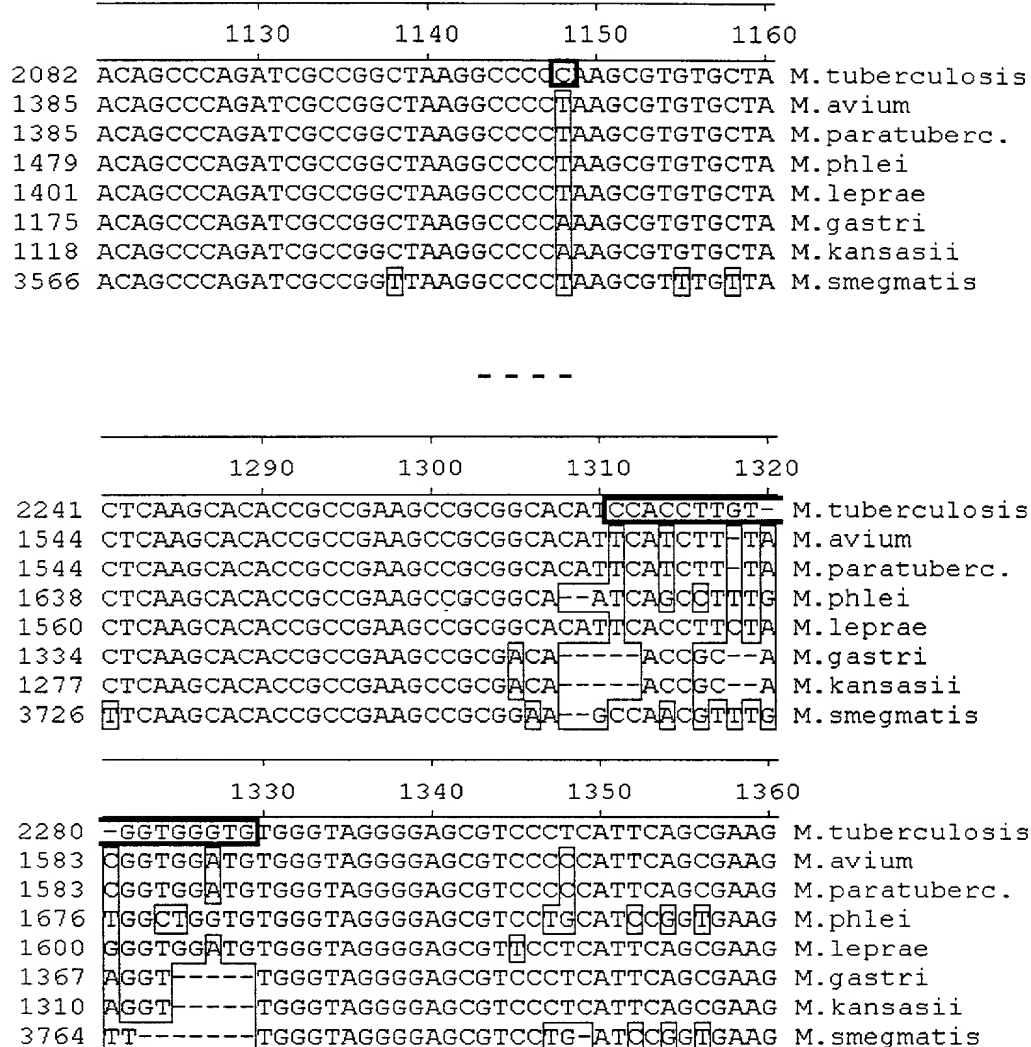 1130 1140 1150 1160
2082 ACAGCCCAGATCGCCGGCTAAGGCCCCCAAGCGTGTGCTA M.tuberculosis
1385 ACAGCCCAGATCGCCGGCTAAGGCCCCTAAGCGTGTGCTA M.avium
1385 ACAGCCCAGATCGCCGGCTAAGGCCCCTAAGCGTGTGCTA M.paratuberc.
1479 ACAGCCCAGATCGCCGGCTAAGGCCCCTAAGCGTGTGCTA M.phlei
1401 ACAGCCCAGATCGCCGGCTAAGGCCCCTAAGCGTGTGCTA M.leprae
1175 ACAGCCCAGATCGCCGGCTAAGGCCCCAAAGCGTGTGCTA M.gastri
1118 ACAGCCCAGATCGCCGGCTAAGGCCCCAAAGCGTGTGCTA M.kansasii
3566 ACAGCCCAGATCGCCGGTTAAGGCCCCTAAGCGTTTGTTA M.smegmatis
- - - -
1290 1300 1310 1320
2241 CTCAAGCACACCGCCGAAGCCGCGGCACATCCACCTTGT- M.tuberculosis
1544 CTCAAGCACACCGCCGAAGCCGCGGCACATTCATCTT-TA M.avium
1544 CTCAAGCACACCGCCGAAGCCGCGGCACATTCATCTT-TA M.paratuberc.
1638 CTCAAGCACACCGCCGAAGCCGCGGCA--ATCAGCCTTTG M.phlei
1560 CTCAAGCACACCGCCGAAGCCGCGGCACATTCACCTTCTA M.leprae
1334 CTCAAGCACACCGCCGAAGCCGCGACA-----ACCGC--A M.gastri
1277 CTCAAGCACACCGCCGAAGCCGCGACA-----ACCGC--A M.kansasii
3726 TTCAAGCACACCGCCGAAGCCGCGGAA--GCCAACGTTTG M.smegmatis
1330 1340 1350 1360
2280 -GGTGGGTGTGGGTAGGGGAGCGTCCCTCATTCAGCGAAG M.tuberculosis
1583 CGGTGGATGTGGGTAGGGGAGCGTCCCCCATTCAGCGAAG M.avium
1583 CGGTGGATGTGGGTAGGGGAGCGTCCCCCATTCAGCGAAG M.paratuberc.
1676 TGGCTGGTGTGGGTAGGGGAGCGTCCTGCATCCGGTGAAG M.phlei
1600 GGGTGGATGTGGGTAGGGGAGCGTTCCTCATTCAGCGAAG M.leprae
1367 AGGT-----TGGGTAGGGGAGCGTCCCTCATTCAGCGAAG M.gastri
1310 AGGT-----TGGGTAGGGGAGCGTCCCTCATTCAGCGAAG M.kansasii
3764 TT-------TGGGTAGGGGAGCGTCCTG-ATCCGGTGAAG M.smegmatis